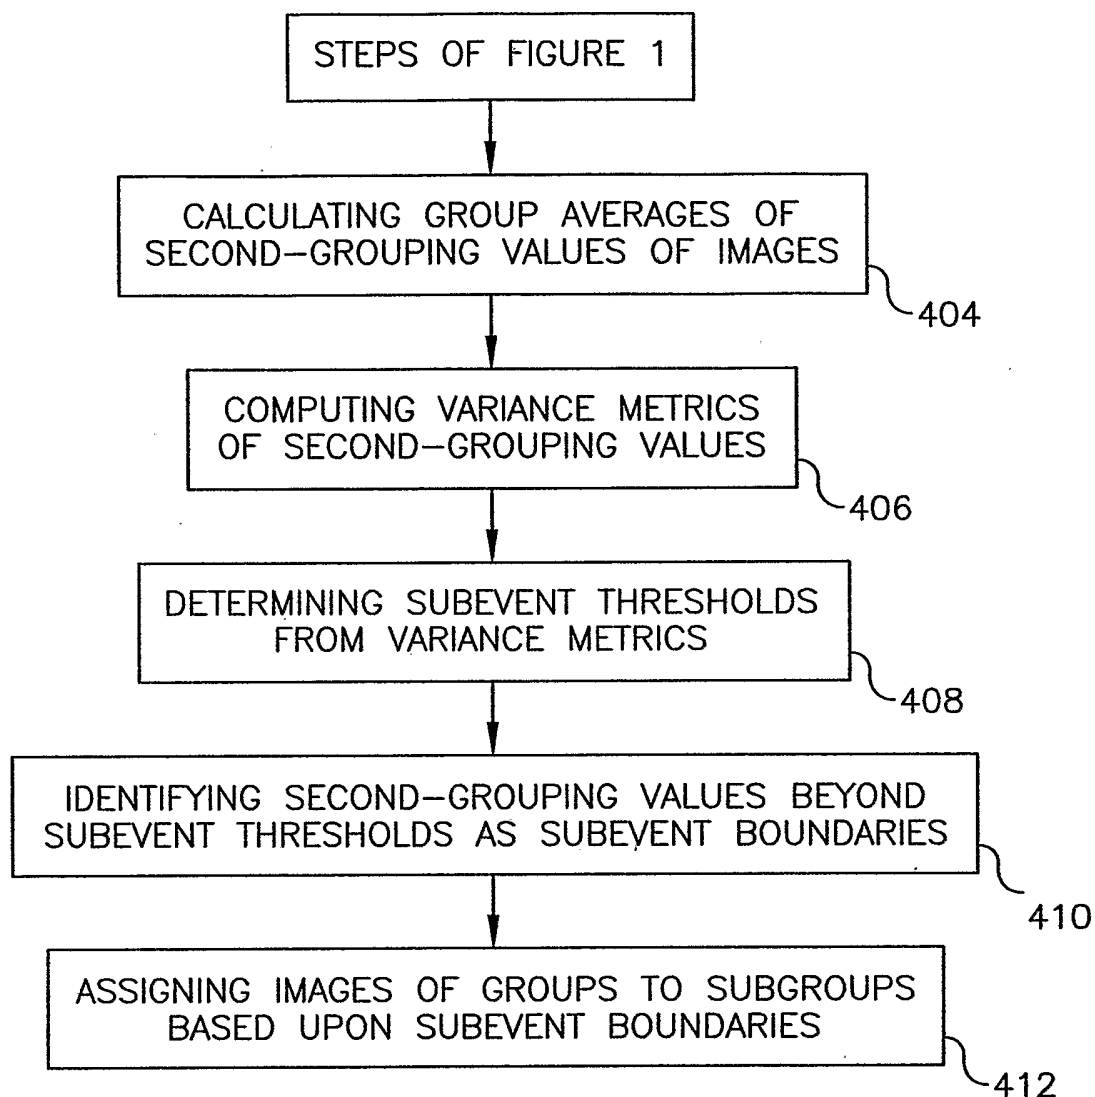 STEPS OF FIGURE 1
CALCULATING GROUP AVERAGES OF
SECOND-GROUPING VALUES OF IMAGES
404
COMPUTING VARIANCE METRICS
OF SECOND-GROUPING VALUES
406
DETERMINING SUBEVENT THRESHOLDS
FROM VARIANCE METRICS
408
IDENTIFYING SECOND-GROUPING VALUES BEYOND
SUBEVENT THRESHOLDS AS SUBEVENT BOUNDARIES
410
ASSIGNING IMAGES OF GROUPS TO SUBGROUPS
BASED UPON SUBEVENT BOUNDARIES
412